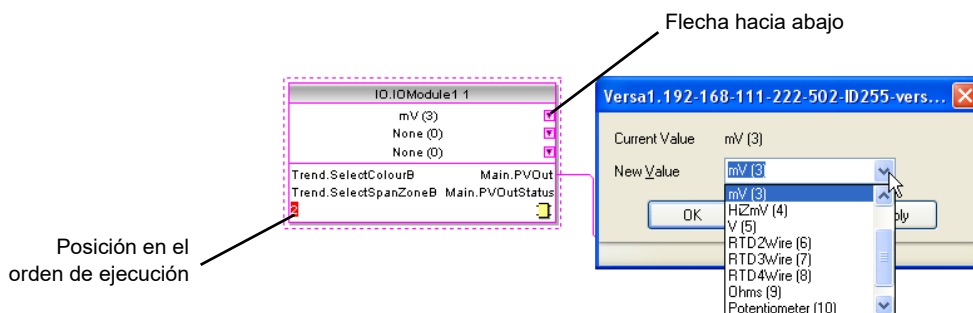 Flecha hacia abajo
IO.IOModule1 1
mV (3)
None (0)
None (0)
Trend.SelectColourB Main.PVOut
Trend.SelectSpanZoneB Main.PVOutStatus
2
Posición en el
orden de ejecución
Versa1.192-168-111-222-502-ID255-vers...
Current Value mV (3)
New Value mV (3)
mV (3)
HiZmV (4)
V (5)
RTD2Wire (6)
RTD3Wire (7)
RTD4Wire (8)
Ohms (9)
Potentiometer (10)
OK